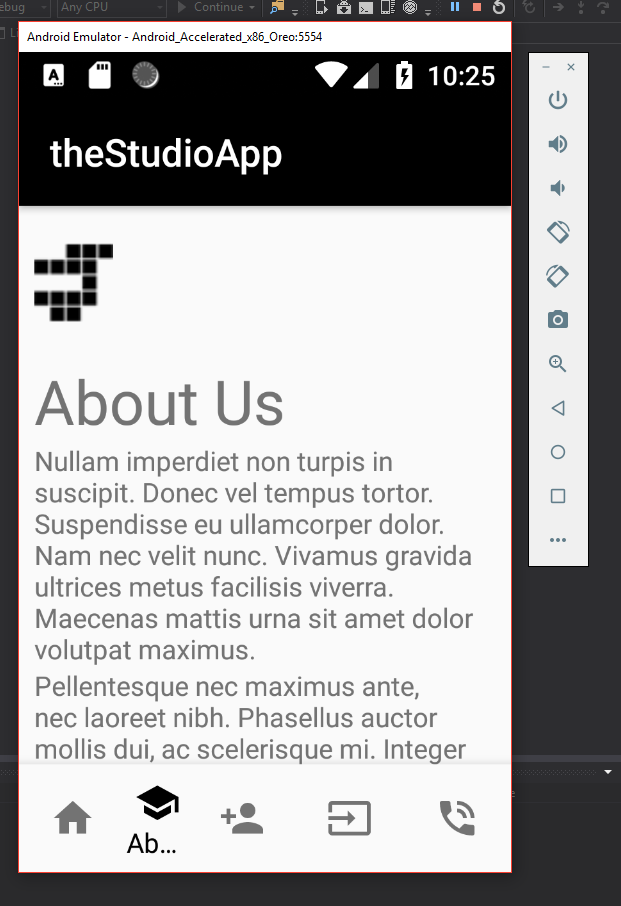 Any CPU
Continue
Android Emulator - Android_Accelerated_x86_Oreo:5554
A
10:25
theStudioApp
About Us
Nullam imperdiet non turpis in
suscipit. Donec vel tempus tortor.
Suspendisse eu ullamcorper dolor.
Nam nec velit nunc. Vivamus gravida
ultrices metus facilisis viverra.
Maecenas mattis urna sit amet dolor
volutpat maximus.
Pellentesque nec maximus ante,
nec laoreet nibh. Phasellus auctor
mollis dui, ac scelerisque mi. Integer
Ab...